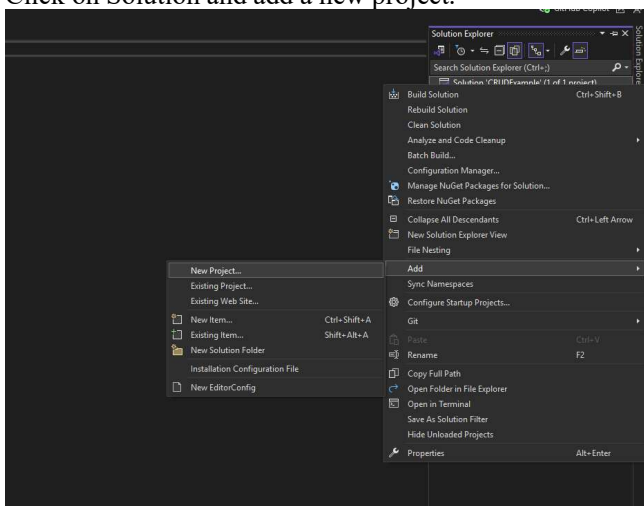 Click on Solution and add a new project.
GitHub Copilot
Solution Explorer
Search Solution Explorer (Ctrl+;)
Solution 'CRUDExample' (1 of 1 project)
Solution Explorer
Build Solution Ctrl+Shift+B
Rebuild Solution
Clean Solution
Analyze and Code Cleanup
Batch Build...
Configuration Manager...
Manage NuGet Packages for Solution...
Restore NuGet Packages
Collapse All Descendants Ctrl+Left Arrow
New Solution Explorer View
File Nesting
Add
Sync Namespaces
Configure Startup Projects...
Git
Paste Ctrl+V
Rename F2
Copy Full Path
Open Folder in File Explorer
Open in Terminal
Save As Solution Filter
Hide Unloaded Projects
Properties Alt+Enter
New Project...
Existing Project...
Existing Web Site...
New Item... Ctrl+Shift+A
Existing Item... Shift+Alt+A
New Solution Folder
Installation Configuration File
New EditorConfig